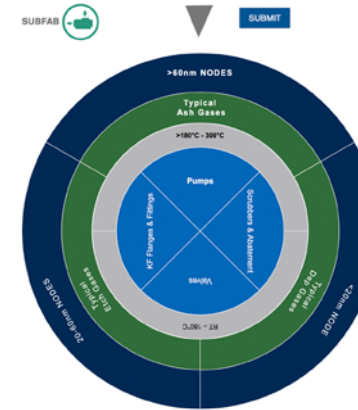 SUBFAB
SUBMIT
>60nm NODES
Typical
Ash Gases
>180°C - 300°C
Pumps
KF Flanges & Fittings
Scrubbers & Abatement
Valves
RT – 180°C
Typical
Etch Gases
Typical
Dep Gases
20-60nm NODES
<20nm NODE